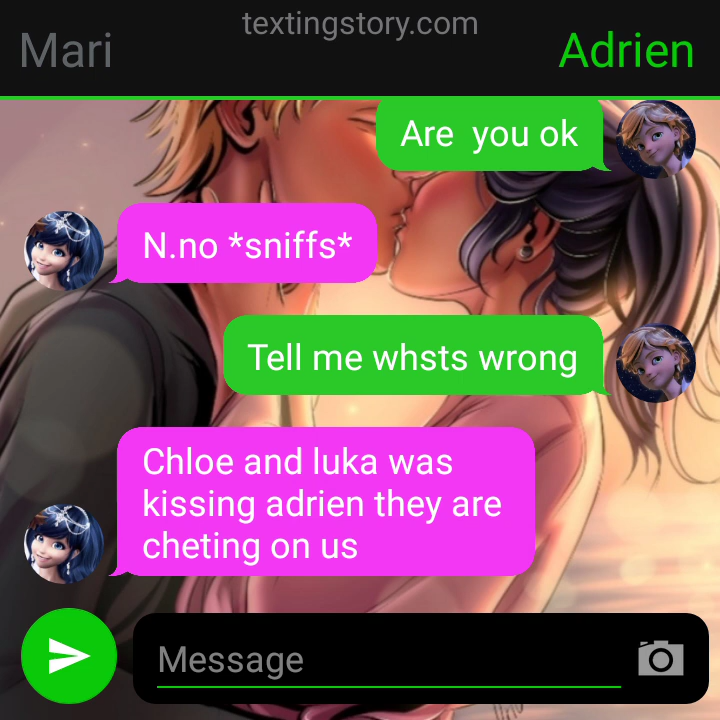 textingstory.com
Mari
Adrien
Are  you ok
N.no *sniffs*
Tell me whsts wrong
Chloe and luka was
kissing adrien they are
cheting on us
Message